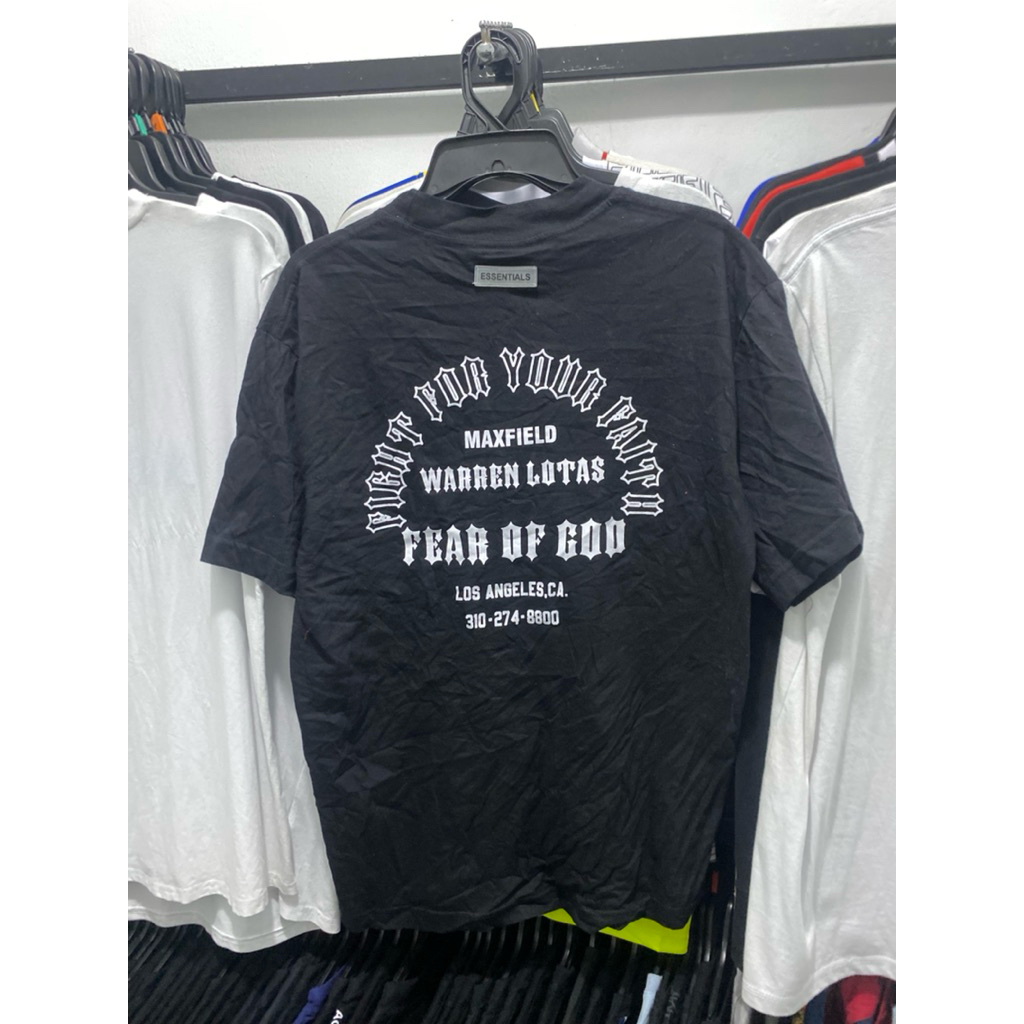 ESSENTIALS
FIGHT FOR YOUR FAITH
MAXFIELD
WARREN LOTAS
FEAR OF GOD
LOS ANGELES,CA.
310-274-8800